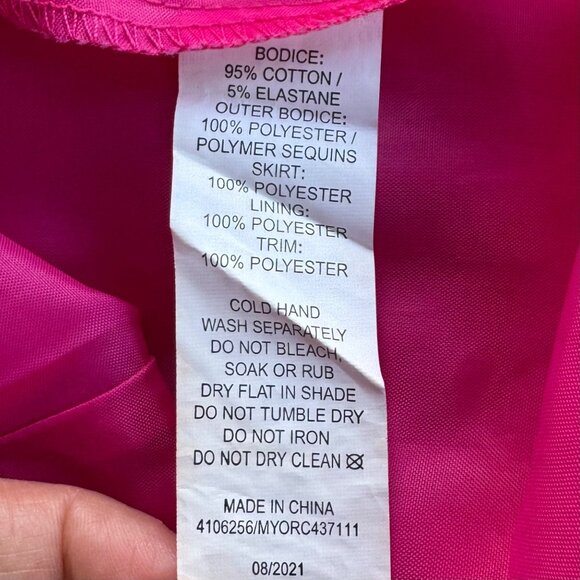 BODICE:
95% COTTON /
5% ELASTANE
OUTER BODICE:
100% POLYESTER /
POLYMER SEQUINS
SKIRT:
100% POLYESTER
LINING:
100% POLYESTER
TRIM:
100% POLYESTER
COLD HAND
WASH SEPARATELY
DO NOT BLEACH,
SOAK OR RUB
DRY FLAT IN SHADE
DO NOT TUMBLE DRY
DO NOT IRON
DO NOT DRY CLEAN
MADE IN CHINA
4106256/MYORC437111
08/2021